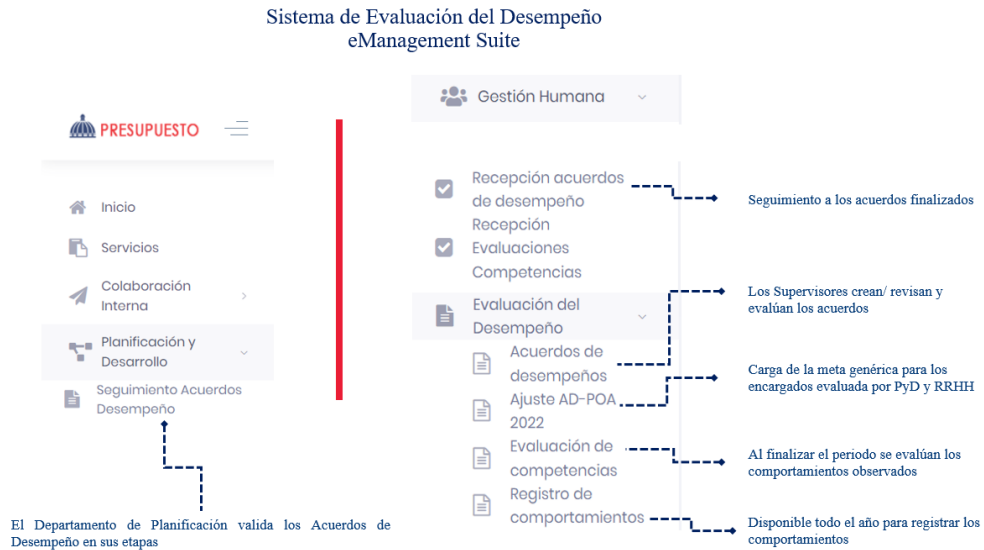 Sistema de Evaluación del Desempeño
eManagement Suite
PRESUPUESTO
Inicio
Servicios
Colaboración
Interna
Planificación y
Desarrollo
Seguimiento Acuerdos
Desempeño
El Departamento de Planificación valida los Acuerdos de
Desempeño en sus etapas
Gestión Humana
Recepción acuerdos
de desempeño
Recepción
Evaluaciones
Competencias
Evaluación del
Desempeño
Acuerdos de
desempeños
Ajuste AD-POA
2022
Evaluación de
competencias
Registro de
comportamientos
Seguimiento a los acuerdos finalizados
Los Supervisores crean/ revisan y
evalúan los acuerdos
Carga de la meta genérica para los
encargados evaluada por PyD y RRHH
Al finalizar el periodo se evalúan los
comportamientos observados
Disponible todo el año para registrar los
comportamientos